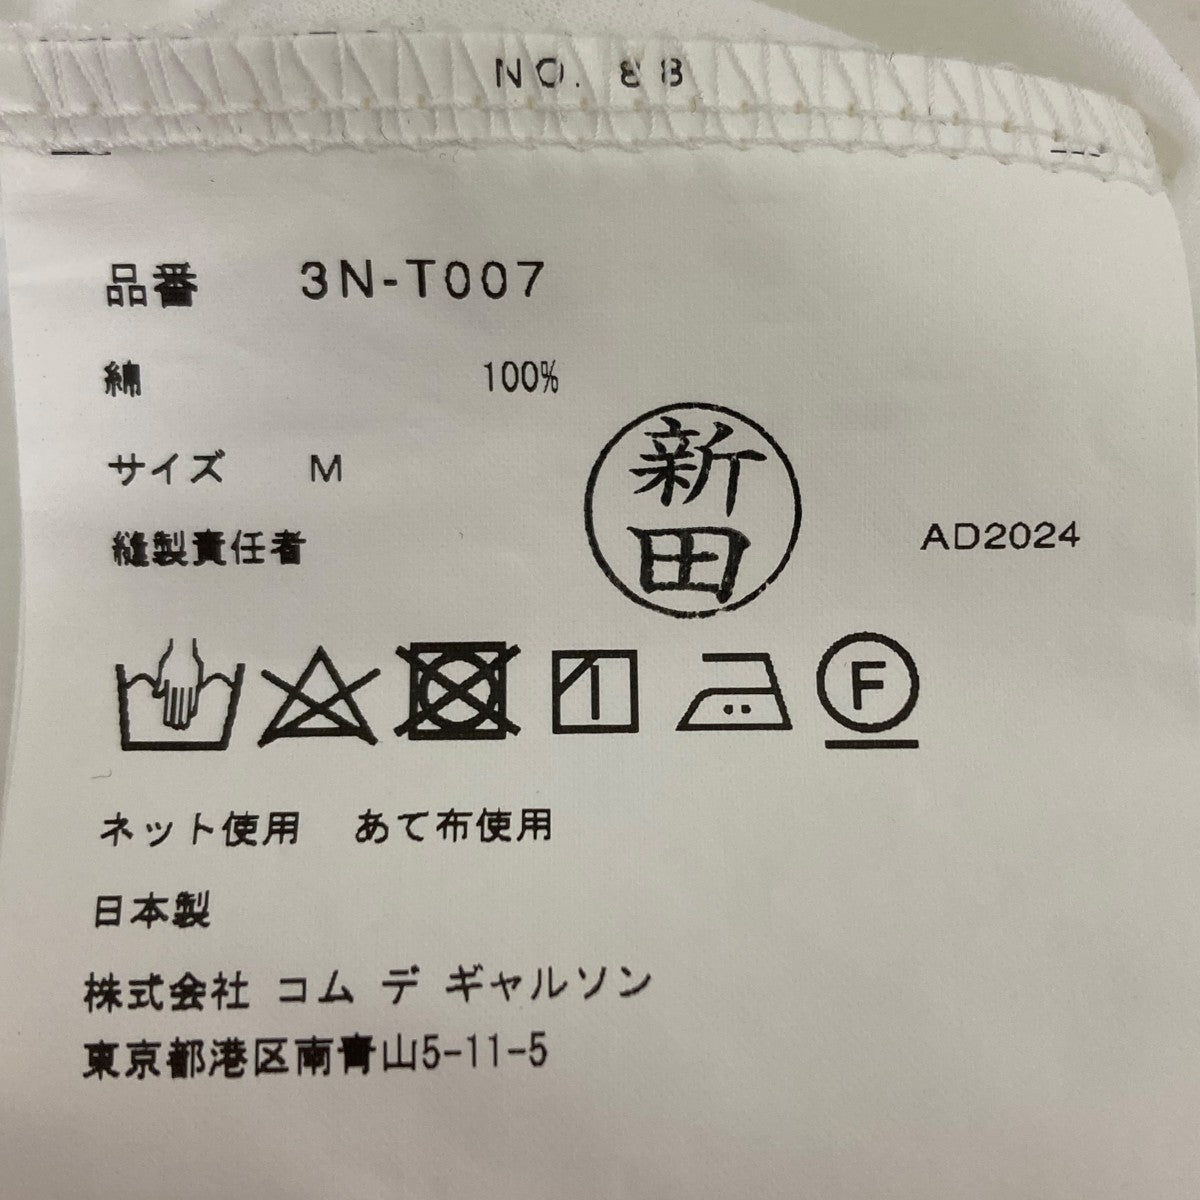 NO. 88
品番 3N-T007
綿 100%
サイズ M
新田
縫製責任者
AD2024
1
F
ネット使用 あて布使用
日本製
株式会社 コム デ ギャルソン
東京都港区南青山5-11-5